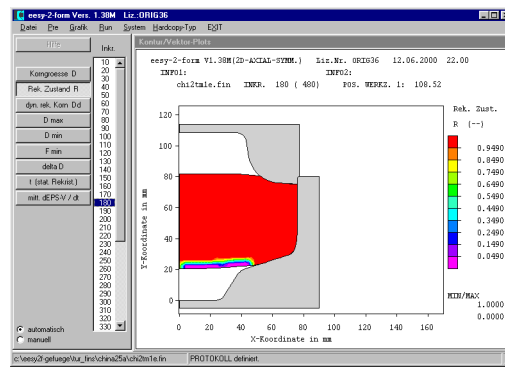 eesy-2-form Vers. 1.38M Liz.:ORIG36
Datei Pre Grafik Run System Hardcopy-Typ EXIT
Hilfe
Inkr.
Korngroesse D
Rek. Zustand R
dyn. rek. Korn Dd
D max
D min
F min
delta D
t (stat. Rekrist.)
mitt. dEPS-V / dt
10
20
30
40
50
60
70
80
90
100
110
120
130
140
150
160
170
180
190
200
210
220
230
240
250
260
270
280
290
300
310
320
330
automatisch
manuell
Kontur/Vektor-Plots
eesy-2-form V1.38M(2D-AXIAL-SYMM.) Liz.Nr. ORIG36 12.06.2000 22.00
INFO1: INFO2:
chi2tm1e.fin INKR. 180 ( 480) POS. WERKZ. 1: 108.52
Rek. Zust.
R (--)
0.9490
0.8490
0.7490
0.6490
0.5490
0.4490
0.3490
0.2490
0.1490
0.0490
MIN/MAX
1.0000
0.0000
Y-Koordinate in mm
120
100
80
60
40
20
0
0 20 40 60 80 100 120 140 160
X-Koordinate in mm
c:\eesy2f-gefuege\tur_fins\china25a\chi2tm1e.fin PROTOKOLL definiert.